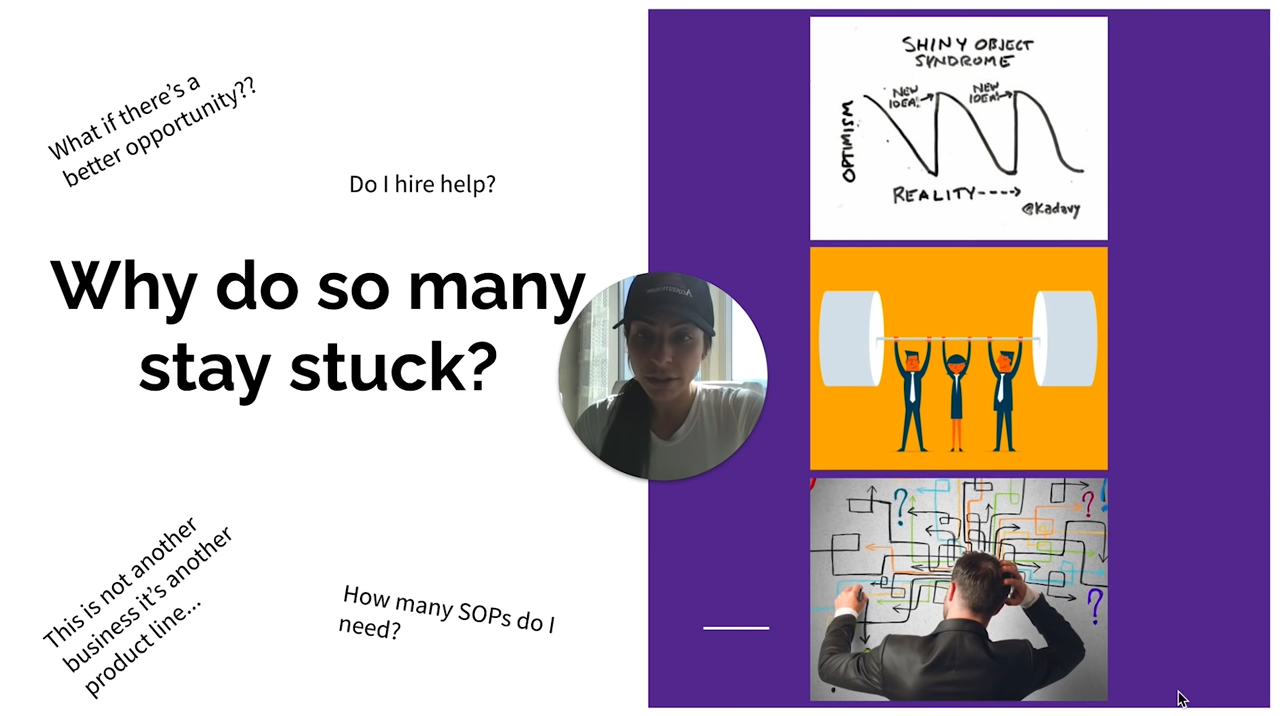 What if there's a
better opportunity??
Do I hire help?
Why do so many
stay stuck?
This is not another
business it's another
product line...
How many SOPs do I
need?
SHINY OBJECT
SYNDROME
NEW
IDEA!
NEW
IDEA!
OPTIMISM
REALITY---->
@Kadavy
? ? ?